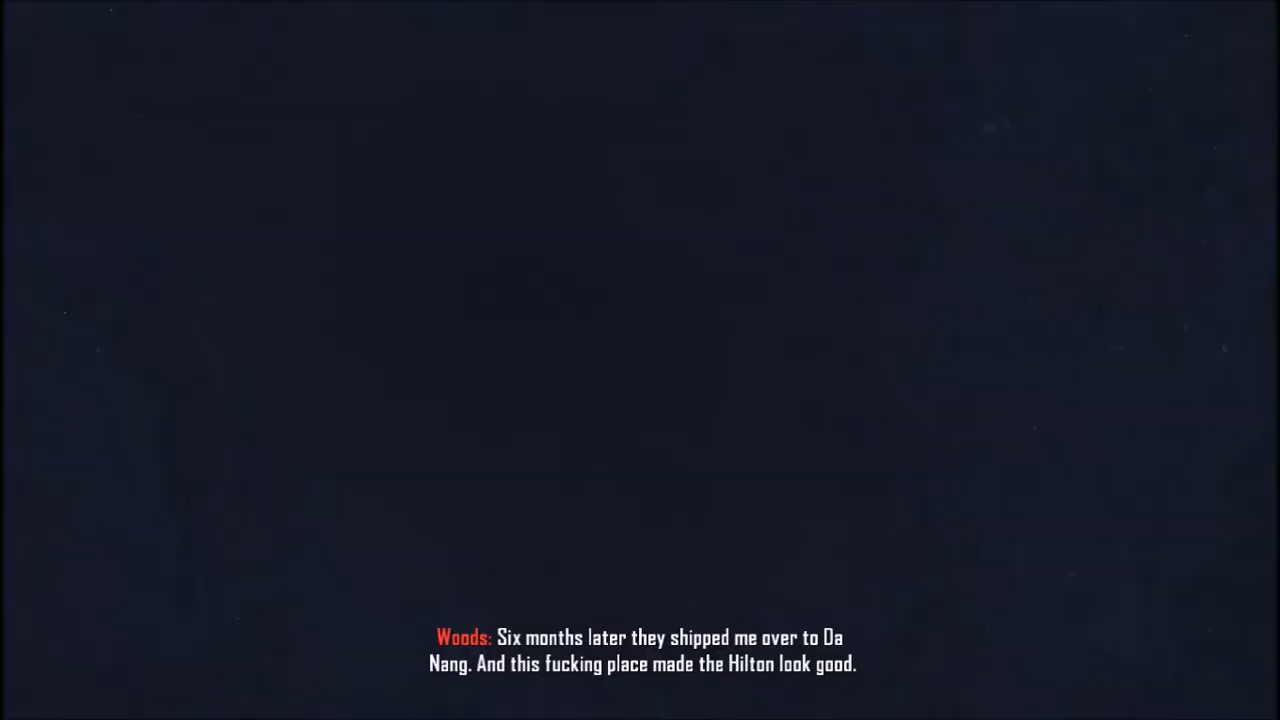 Woods: Six months later they shipped me over to Da
Nang. And this fucking place made the Hilton look good.